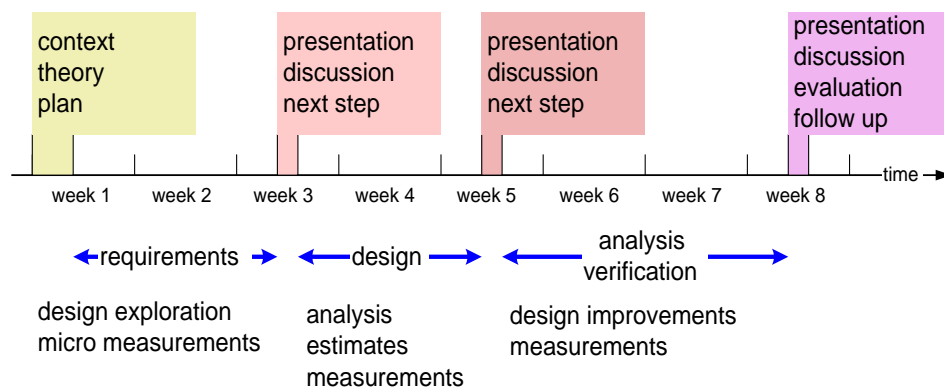 context
theory
plan
presentation
discussion
next step
presentation
discussion
next step
presentation
discussion
evaluation
follow up
time
week 1
week 2
week 3
week 4
week 5
week 6
week 7
week 8
requirements
design
analysis
verification
design exploration
micro measurements
analysis
estimates
measurements
design improvements
measurements